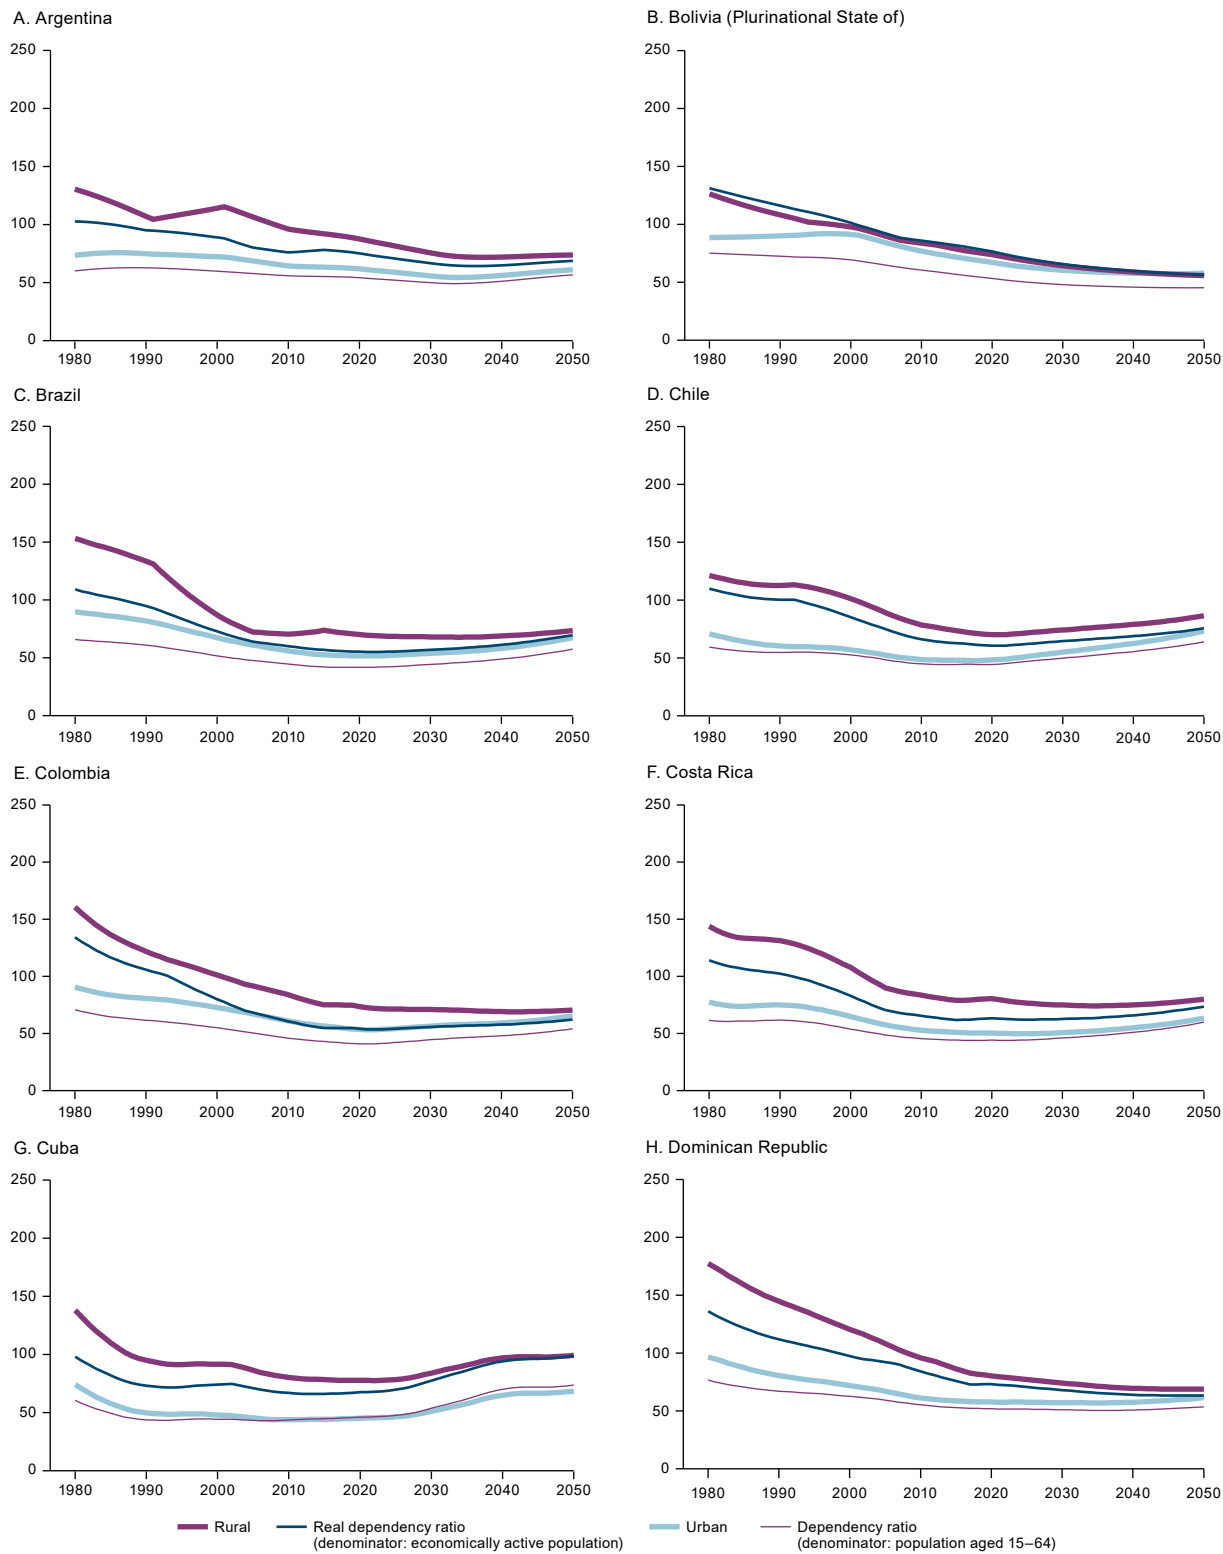 A. Argentina
250
200
150
100
50
0
1980 1990 2000 2010 2020 2030 2040 2050
B. Bolivia (Plurinational State of)
250
200
150
100
50
0
1980 1990 2000 2010 2020 2030 2040 2050
C. Brazil
250
200
150
100
50
0
1980 1990 2000 2010 2020 2030 2040 2050
D. Chile
250
200
150
100
50
0
1980 1990 2000 2010 2020 2030 2040 2050
E. Colombia
250
200
150
100
50
0
1980 1990 2000 2010 2020 2030 2040 2050
F. Costa Rica
250
200
150
100
50
0
1980 1990 2000 2010 2020 2030 2040 2050
G. Cuba
250
200
150
100
50
0
1980 1990 2000 2010 2020 2030 2040 2050
H. Dominican Republic
250
200
150
100
50
0
1980 1990 2000 2010 2020 2030 2040 2050
Rural
Real dependency ratio
(denominator: economically active population)
Urban
Dependency ratio
(denominator: population aged 15–64)